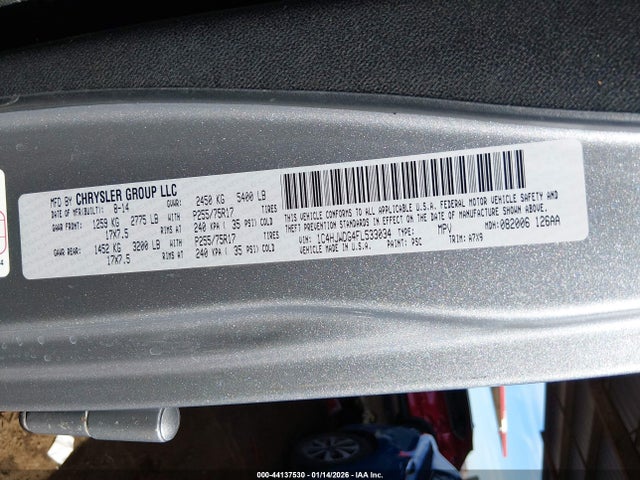 MFD BY CHRYSLER GROUP LLC
DATE OF MFR(BUILT): 8-14 GVWR: 2450 KG 5400 LB
GAWR FRONT: 1259 KG 2775 LB WITH P255/75R17 TIRES
17X7.5 RIMS AT 240 KPA ( 35 PSI) COLD
GAWR REAR: 1452 KG 3200 LB WITH P255/75R17 TIRES
17X7.5 RIMS AT 240 KPA ( 35 PSI) COLD
THIS VEHICLE CONFORMS TO ALL APPLICABLE U.S.A. FEDERAL MOTOR VEHICLE SAFETY AND
THEFT PREVENTION STANDARDS IN EFFECT ON THE DATE OF MANUFACTURE SHOWN ABOVE.
VIN: 1C4HJWDG4FL533034 MPV MDH: 082006 126AA
VEHICLE MADE IN U.S.A. PAINT: PSC TRIM: A7X9
000-44137530 - 01/14/2026 - IAA Inc.